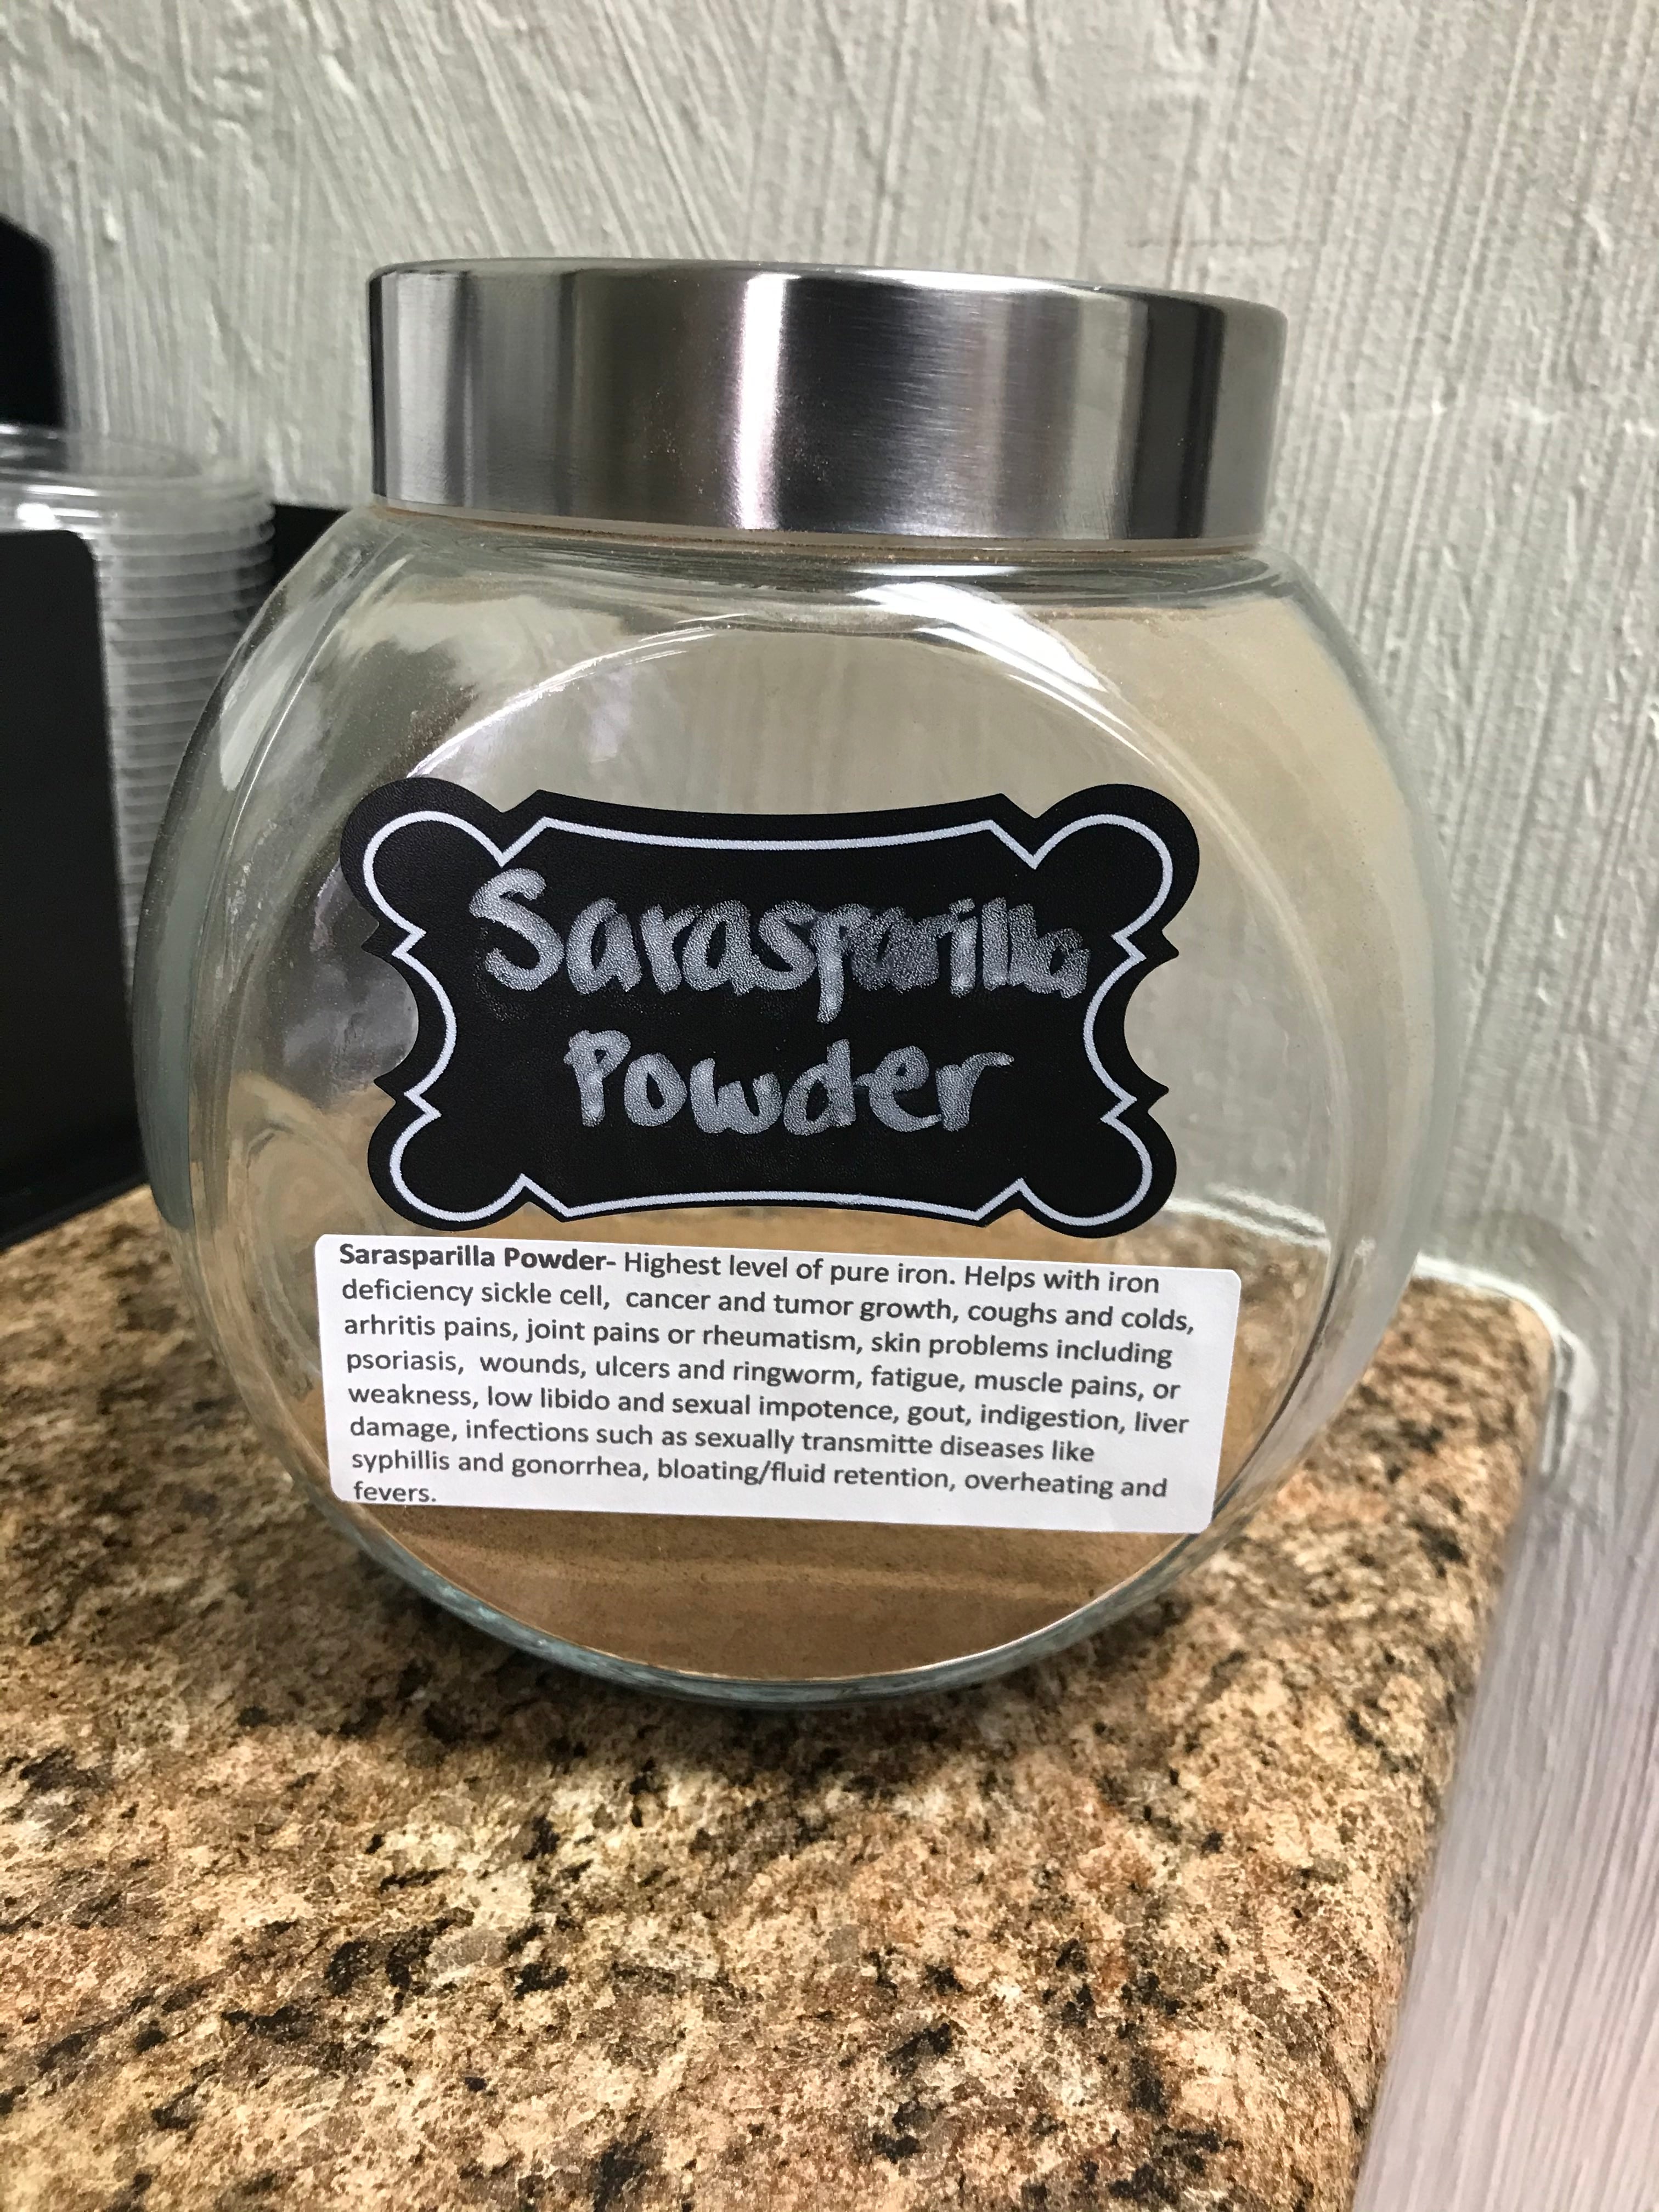 Sarasparilla
Powder
Sarasparilla Powder- Highest level of pure iron. Helps with iron
deficiency sickle cell, cancer and tumor growth, coughs and colds,
arhritis pains, joint pains or rheumatism, skin problems including
psoriasis, wounds, ulcers and ringworm, fatigue, muscle pains, or
weakness, low libido and sexual impotence, gout, indigestion, liver
damage, infections such as sexually transmitte diseases like
syphillis and gonorrhea, bloating/fluid retention, overheating and
fevers.